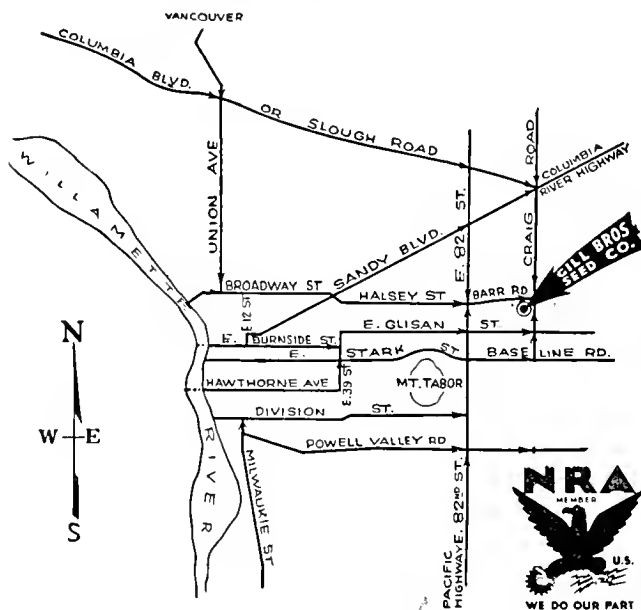 VANCOUVER
COLUMBIA BLVD. OR SLOUGH ROAD
COLUMBIA
RIVER HIGHWAY
ROAD
CRAIG
E. 82 ST.
UNION AVE
SANDY BLVD.
WILLAMETTE
RIVER
BROADWAY ST
E 12 ST
HALSEY ST
BARR RD
GILL BROS
SEED CO.
E. GLISAN ST
E. BURNSIDE ST.
E. STARK ST
BASE LINE RD.
E. 39 ST.
HAWTHORNE AVE
MT. TABOR
DIVISION ST.
POWELL VALLEY RD
MILWAUKIE ST
PACIFIC
HIGHWAY E. 82ND ST.
N
W E
S
NRA
MEMBER
U.S.
WE DO OUR PART